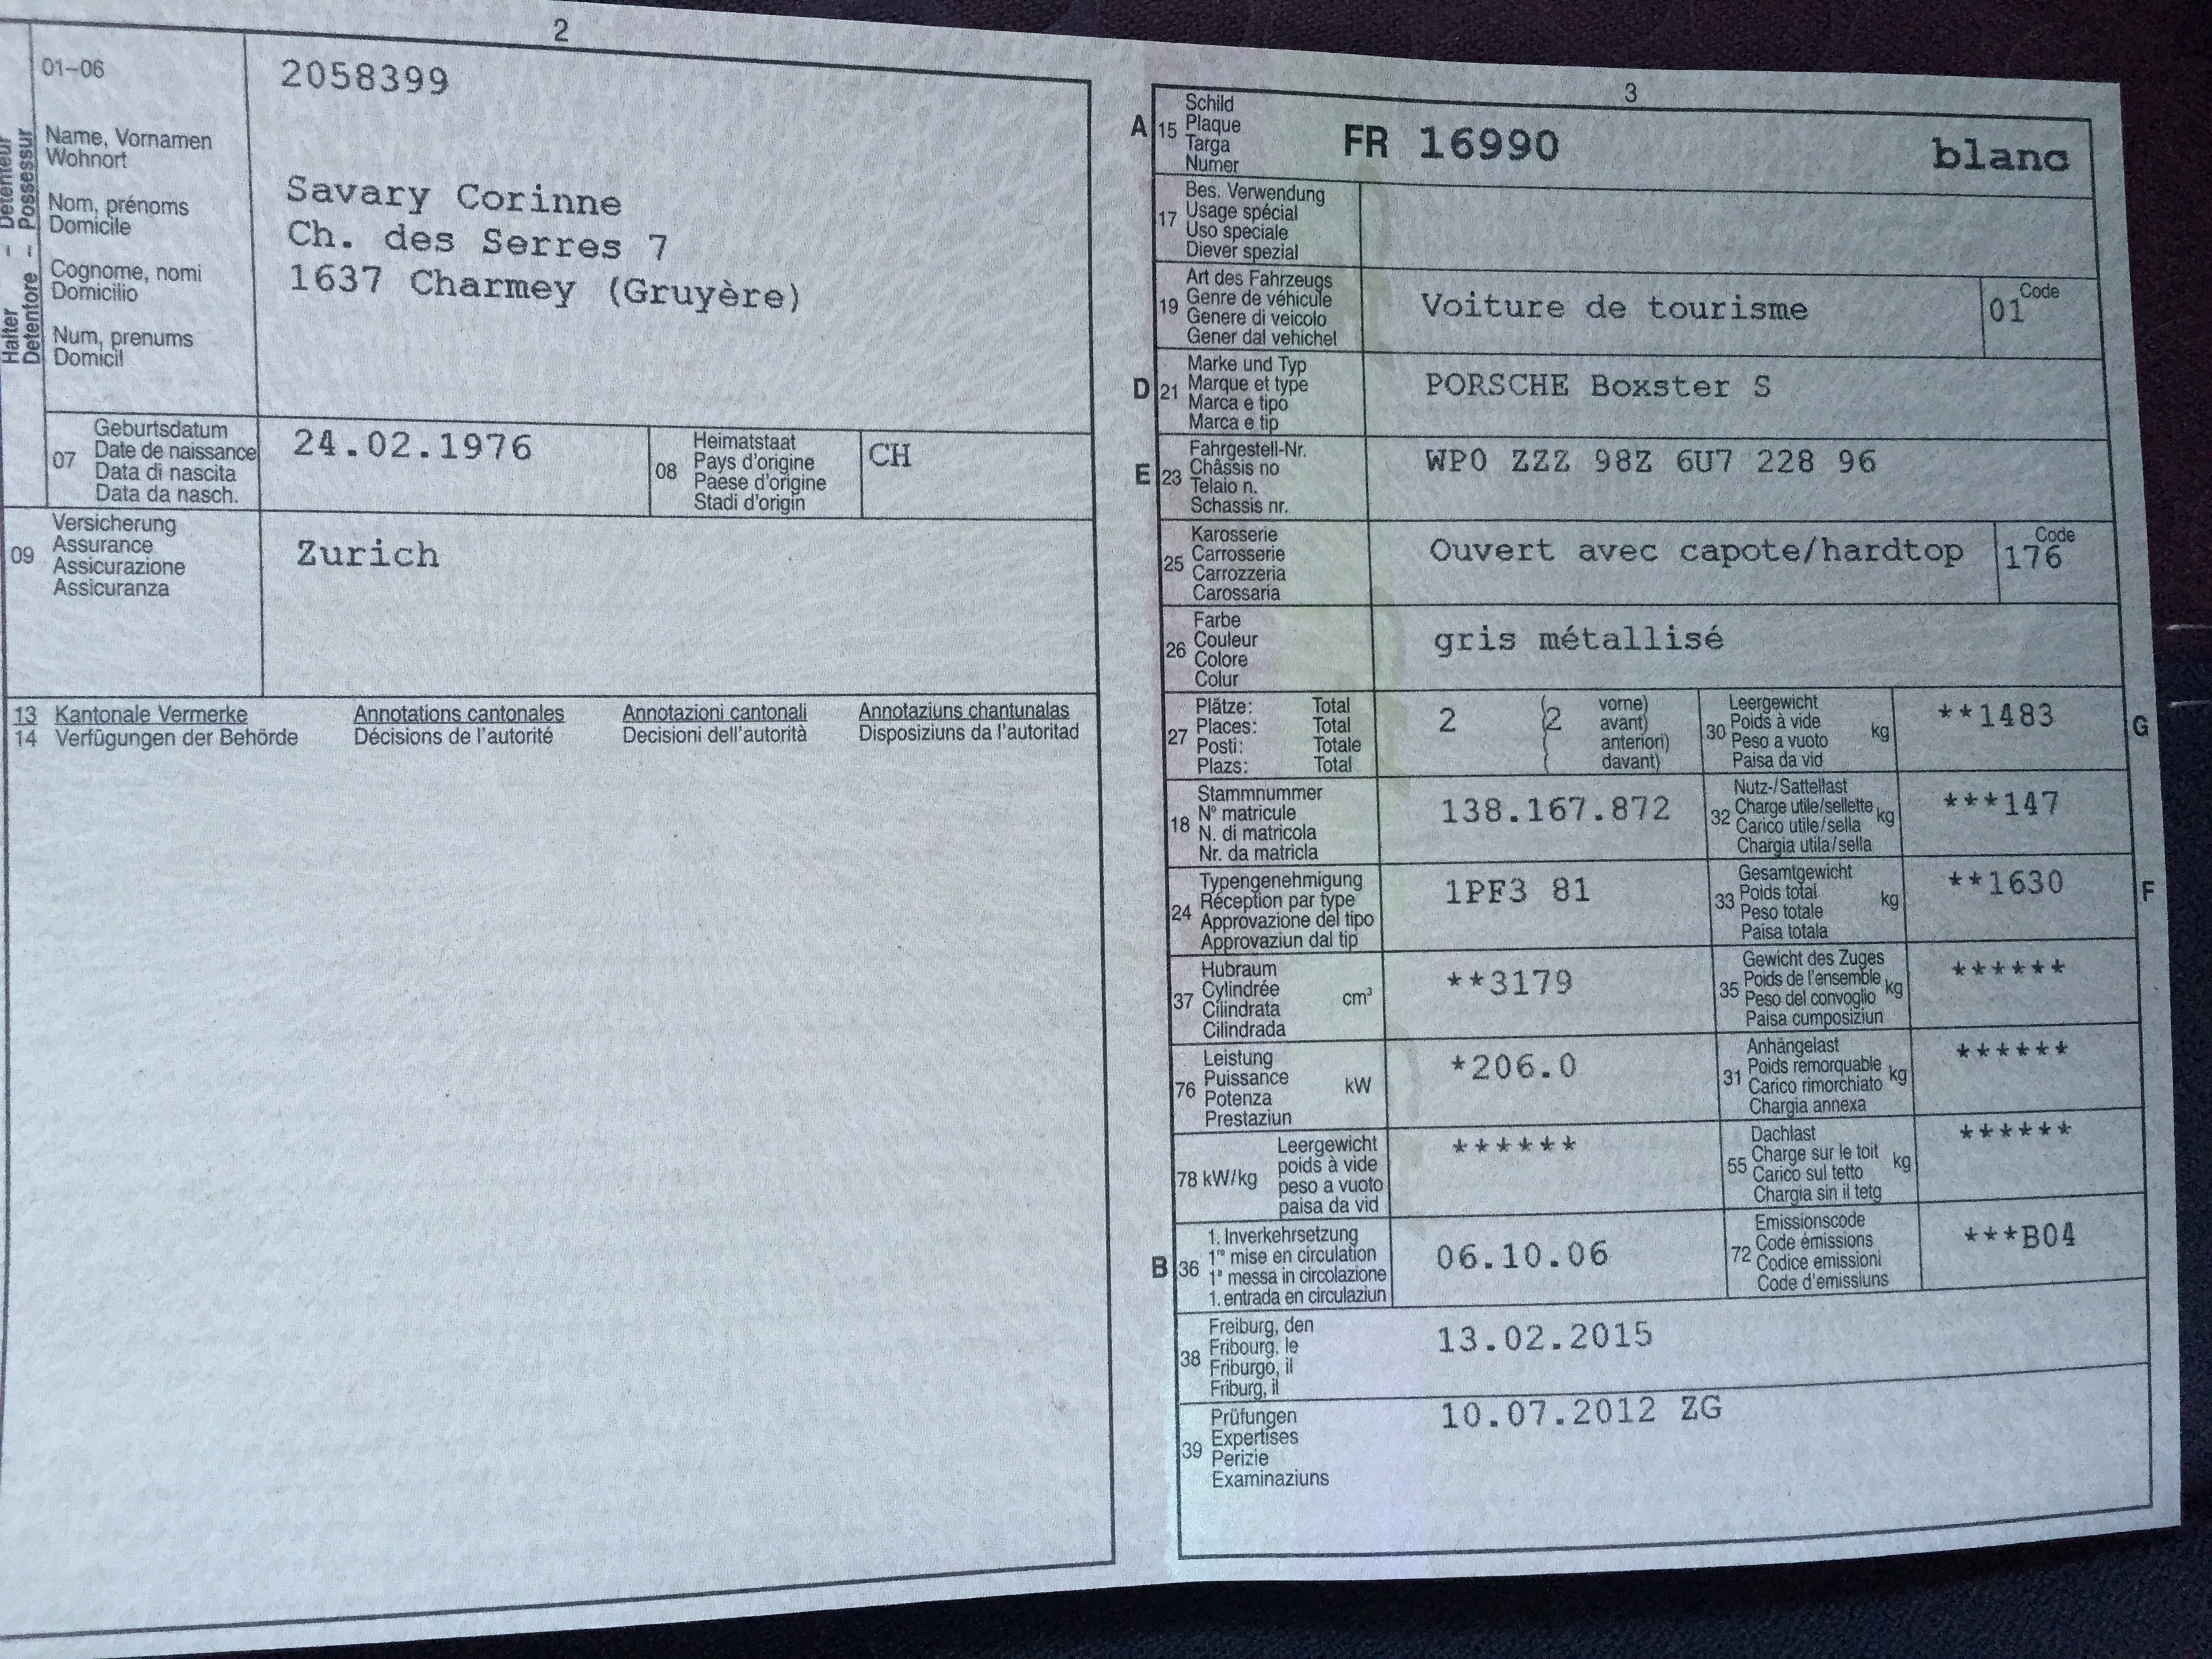 2
01-06
2058399
Halter - Détenteur
Detentore - Possessur
Name, Vornamen
Wohnort
Nom, prénoms
Domicile
Cognome, nomi
Domicilio
Num, prenums
Domicil
Savary Corinne
Ch. des Serres 7
1637 Charmey (Gruyère)
07
Geburtsdatum
Date de naissance
Data di nascita
Data da nasch.
24.02.1976
08
Heimatstaat
Pays d'origine
Paese d'origine
Stadi d'origin
CH
09
Versicherung
Assurance
Assicurazione
Assicuranza
Zurich
13 Kantonale Vermerke Annotations cantonales Annotazioni cantonali Annotaziuns chantunalas
14 Verfügungen der Behörde Décisions de l'autorité Decisioni dell'autorità Disposiziuns da l'autoritad
3
A 15
Schild
Plaque
Targa
Numer
FR 16990 blanc
17
Bes. Verwendung
Usage spécial
Uso speciale
Diever spezial
19
Art des Fahrzeugs
Genre de véhicule
Genere di veicolo
Gener dal vehichel
Voiture de tourisme
Code
01
D 21
Marke und Typ
Marque et type
Marca e tipo
Marca e tip
PORSCHE Boxster S
E 23
Fahrgestell-Nr.
Châssis no
Telaio n.
Schassis nr.
WP0 ZZZ 98Z 6U7 228 96
25
Karosserie
Carrosserie
Carrozzeria
Carossaria
Ouvert avec capote/hardtop
Code
176
26
Farbe
Couleur
Colore
Colur
gris métallisé
27
Plätze: Total
Places: Total
Posti: Totale
Plazs: Total
2 (2
vorne)
avant)
anteriori)
davant)
30
Leergewicht
Poids à vide
Peso a vuoto
Paisa da vid
kg
**1483
G
18
Stammnummer
N° matricule
N. di matricola
Nr. da matricla
138.167.872
32
Nutz-/Sattellast
Charge utile/sellette
Carico utile/sella
Chargia utila/sella
kg
***147
24
Typengenehmigung
Réception par type
Approvazione del tipo
Approvaziun dal tip
1PF3 81
33
Gesamtgewicht
Poids total
Peso totale
Paisa totala
kg
**1630
F
37
Hubraum
Cylindrée
Cilindrata
Cilindrada
cm³
**3179
35
Gewicht des Zuges
Poids de l'ensemble
Peso del convoglio
Paisa cumposiziun
kg
******
76
Leistung
Puissance
Potenza
Prestaziun
kW
*206.0
31
Anhängelast
Poids remorquable
Carico rimorchiato
Chargia annexa
kg
******
78 kW/kg
Leergewicht
poids à vide
peso a vuoto
paisa da vid
******
55
Dachlast
Charge sur le toit
Carico sul tetto
Chargia sin il tetg
kg
******
B 36
1. Inverkehrsetzung
1re mise en circulation
1a messa in circolazione
1. entrada en circulaziun
06.10.06
72
Emissionscode
Code émissions
Codice emissioni
Code d'emissiuns
***B04
38
Freiburg, den
Fribourg, le
Friburgo, il
Friburg, il
13.02.2015
39
Prüfungen
Expertises
Perizie
Examinaziuns
10.07.2012 ZG